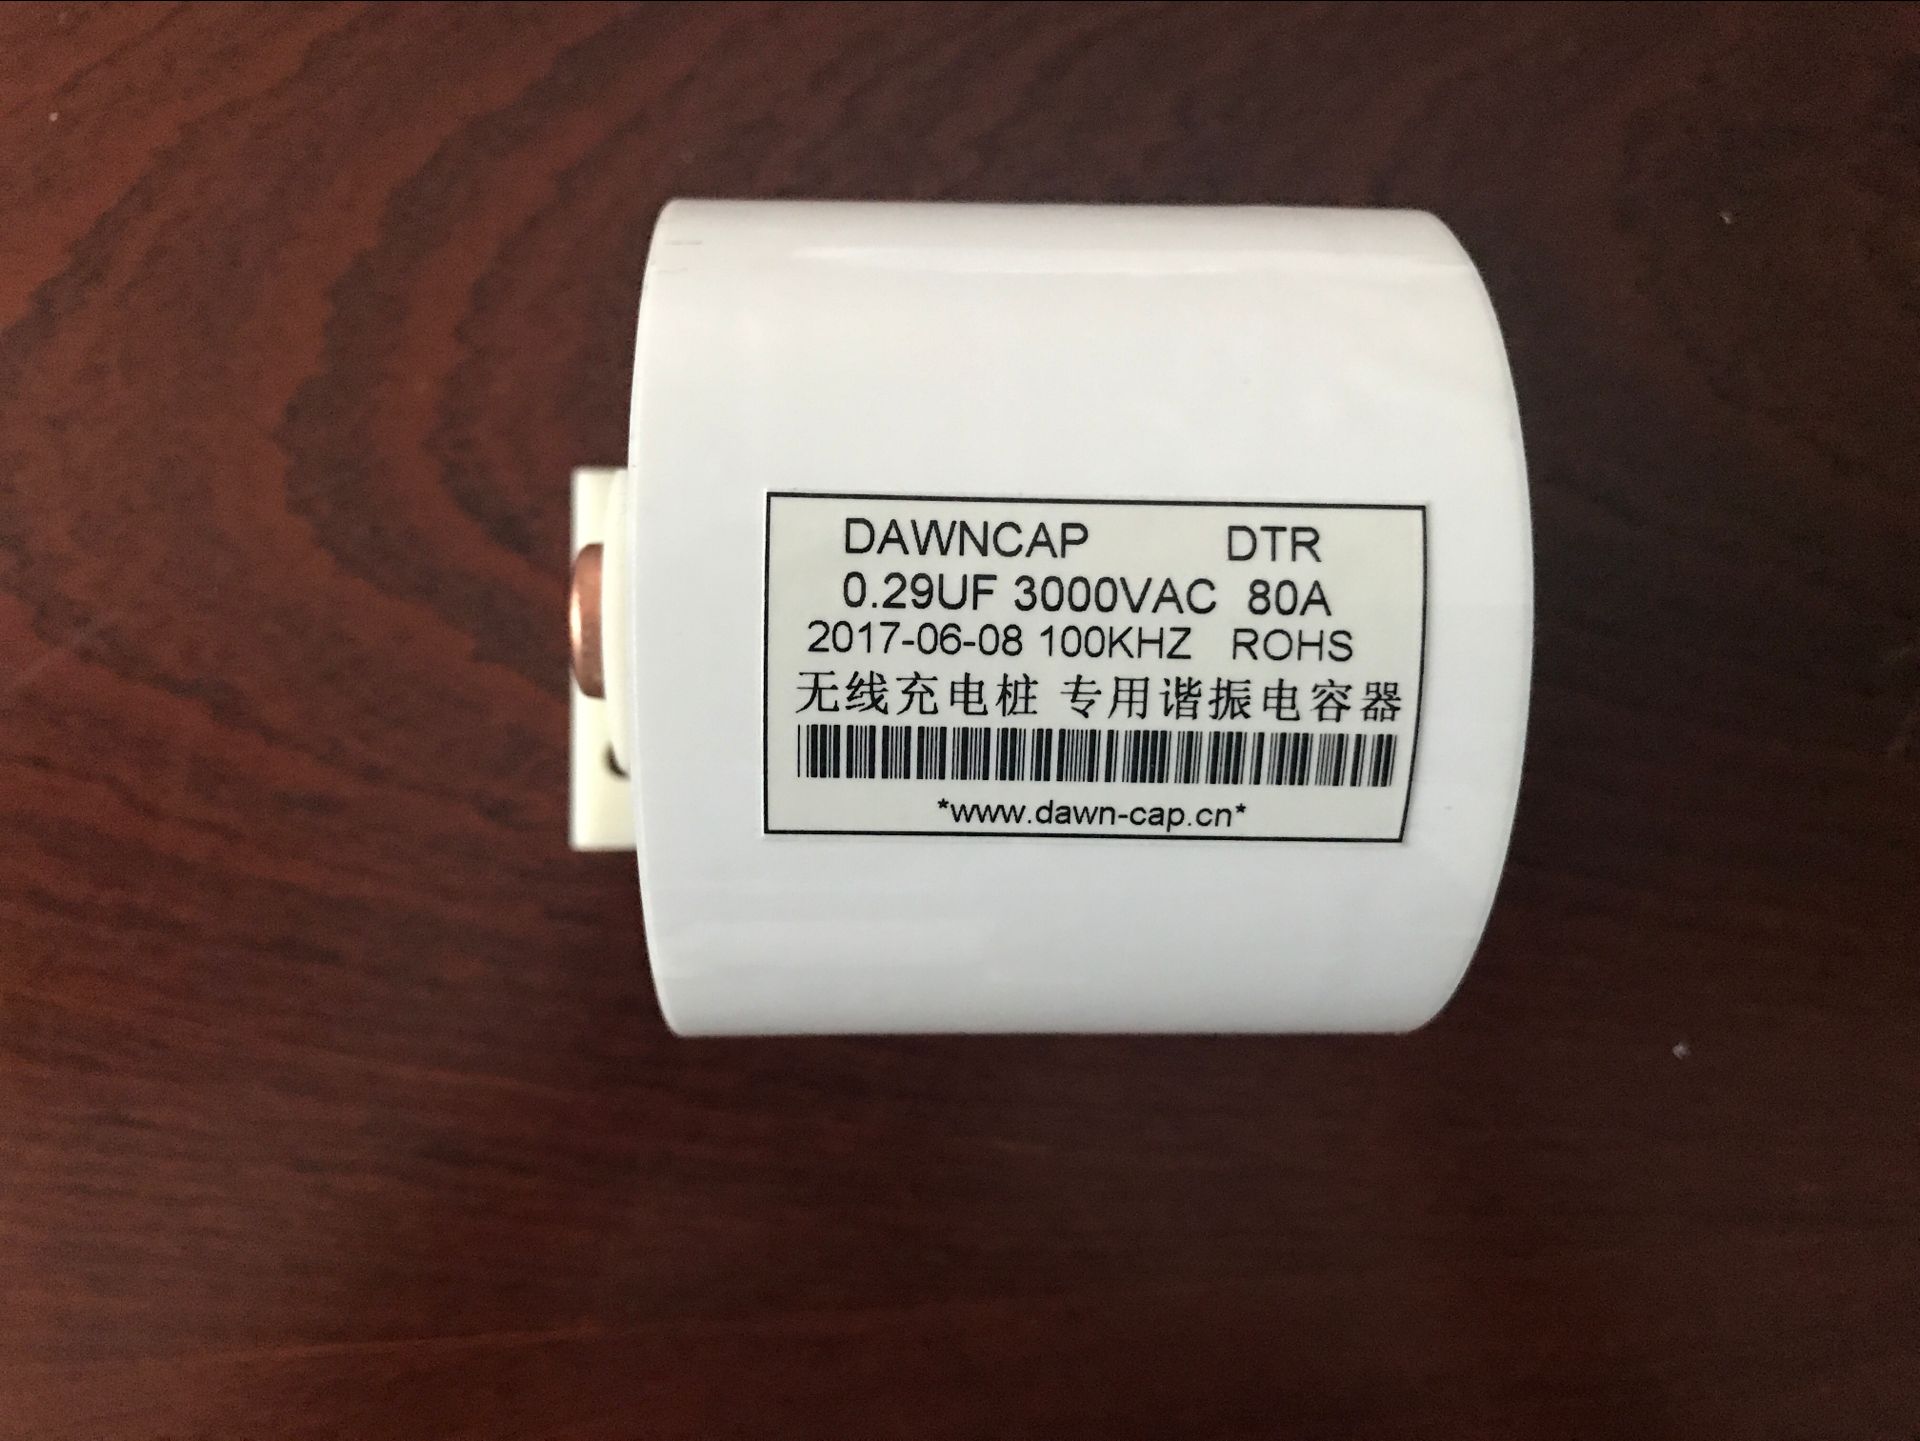 DAWNCAP DTR
0.29UF 3000VAC 80A
2017-06-08 100KHZ ROHS
无线充电桩 专用谐振电容器
*www.dawn-cap.cn*